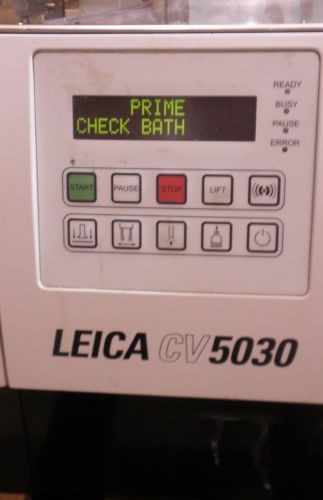 PRIME
CHECK BATH
READY
BUSY
PAUSE
ERROR
START
PAUSE
STOP
LIFT
LEICA CV5030